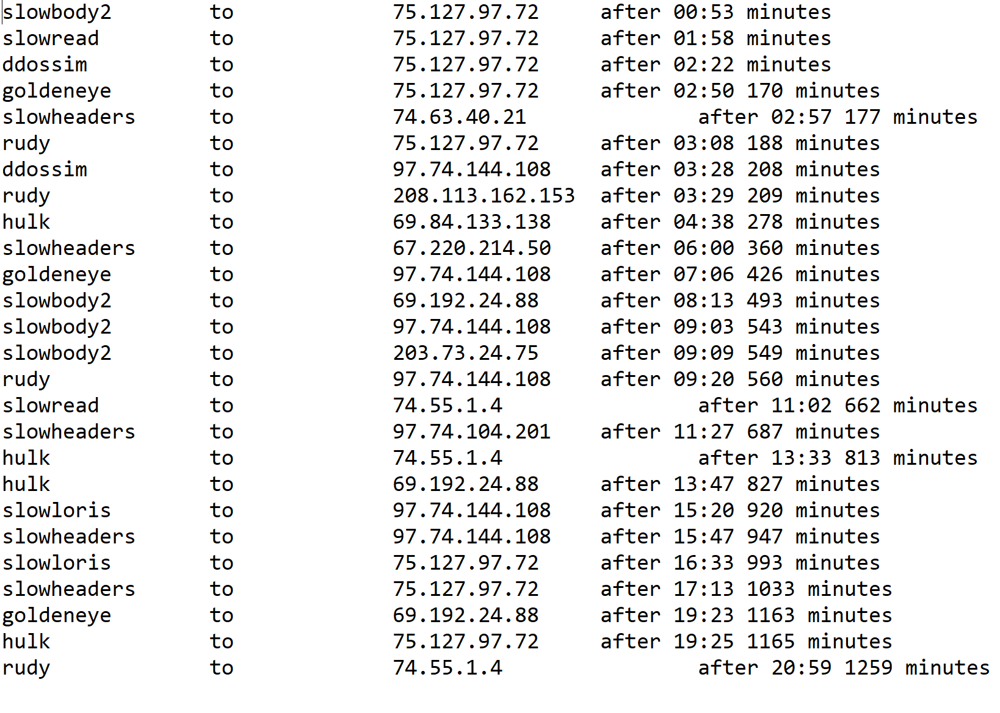 slowbody2 to 75.127.97.72 after 00:53 minutes
slowread to 75.127.97.72 after 01:58 minutes
ddossim to 75.127.97.72 after 02:22 minutes
goldeneye to 75.127.97.72 after 02:50 170 minutes
slowheaders to 74.63.40.21 after 02:57 177 minutes
rudy to 75.127.97.72 after 03:08 188 minutes
ddossim to 97.74.144.108 after 03:28 208 minutes
rudy to 208.113.162.153 after 03:29 209 minutes
hulk to 69.84.133.138 after 04:38 278 minutes
slowheaders to 67.220.214.50 after 06:00 360 minutes
goldeneye to 97.74.144.108 after 07:06 426 minutes
slowbody2 to 69.192.24.88 after 08:13 493 minutes
slowbody2 to 97.74.144.108 after 09:03 543 minutes
slowbody2 to 203.73.24.75 after 09:09 549 minutes
rudy to 97.74.144.108 after 09:20 560 minutes
slowread to 74.55.1.4 after 11:02 662 minutes
slowheaders to 97.74.104.201 after 11:27 687 minutes
hulk to 74.55.1.4 after 13:33 813 minutes
hulk to 69.192.24.88 after 13:47 827 minutes
slowloris to 97.74.144.108 after 15:20 920 minutes
slowheaders to 97.74.144.108 after 15:47 947 minutes
slowloris to 75.127.97.72 after 16:33 993 minutes
slowheaders to 75.127.97.72 after 17:13 1033 minutes
goldeneye to 69.192.24.88 after 19:23 1163 minutes
hulk to 75.127.97.72 after 19:25 1165 minutes
rudy to 74.55.1.4 after 20:59 1259 minutes